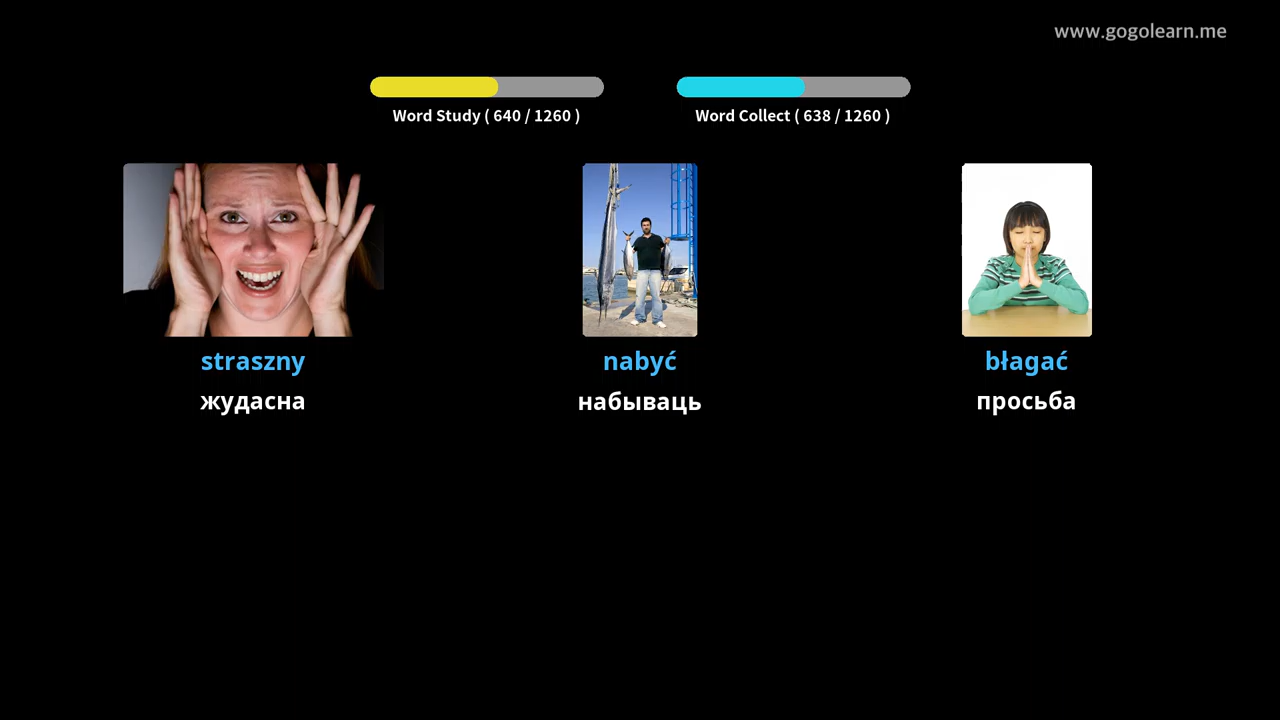 www.gogolearn.me
Word Study ( 640 / 1260 )
Word Collect ( 638 / 1260 )
straszny
nabyć
błagać
жудасна
набываць
просьба